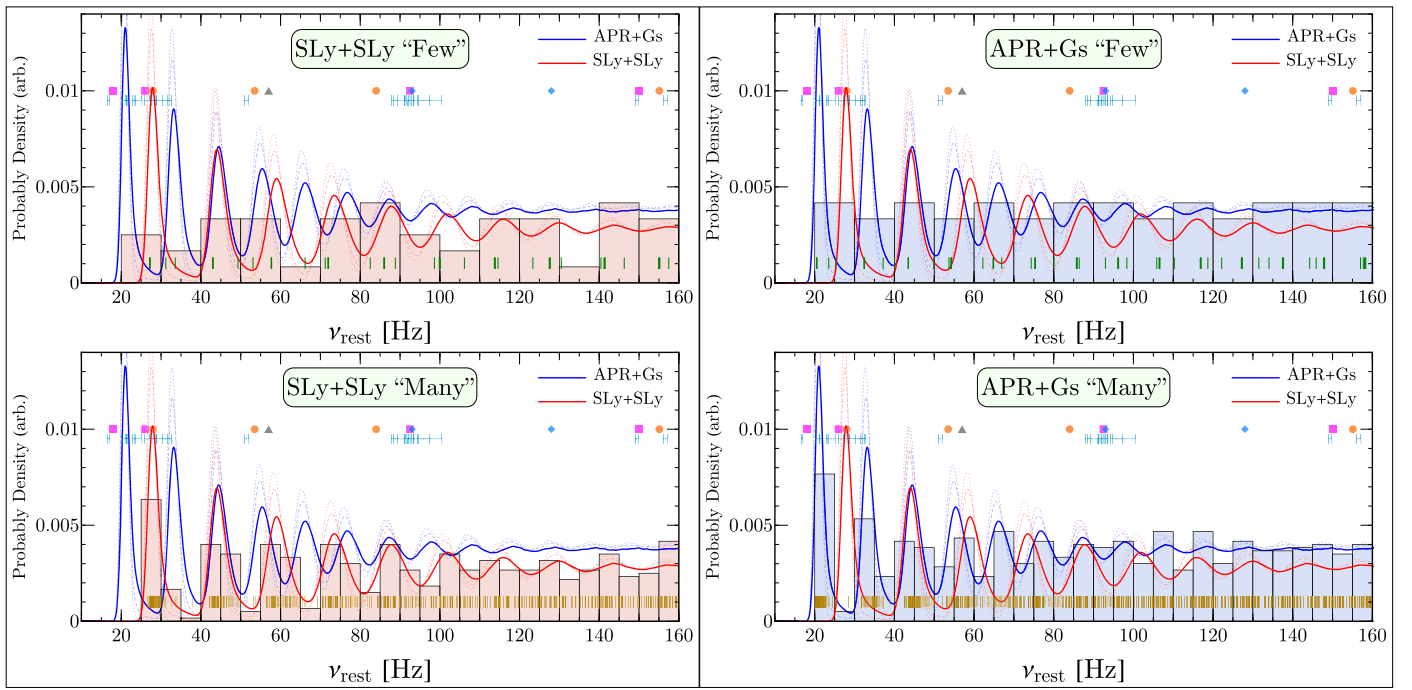 SLy+SLy “Few”
APR+Gs
SLy+SLy
Probably Density (arb.)
0.01
0.005
0
20 40 60 80 100 120 140 160
ν_rest [Hz]
APR+Gs “Few”
APR+Gs
SLy+SLy
Probably Density (arb.)
0.01
0.005
0
20 40 60 80 100 120 140 160
ν_rest [Hz]
SLy+SLy “Many”
APR+Gs
SLy+SLy
Probably Density (arb.)
0.01
0.005
0
20 40 60 80 100 120 140 160
ν_rest [Hz]
APR+Gs “Many”
APR+Gs
SLy+SLy
Probably Density (arb.)
0.01
0.005
0
20 40 60 80 100 120 140 160
ν_rest [Hz]